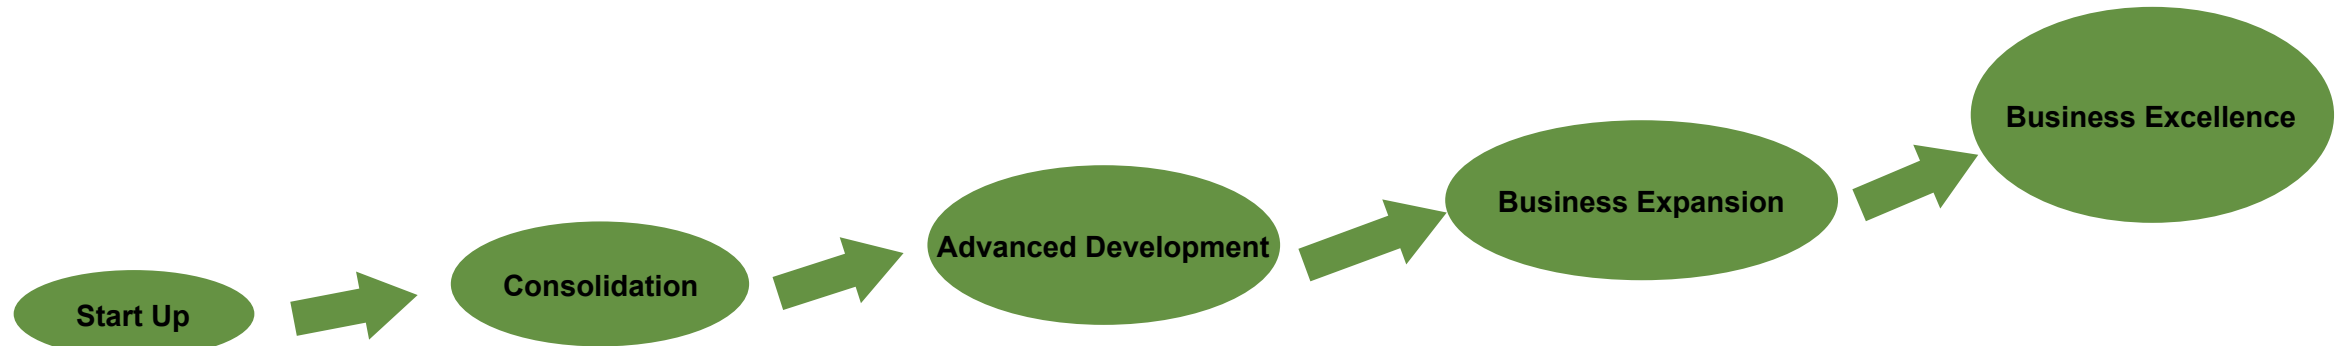 Start Up
Consolidation
Advanced Development
Business Expansion
Business Excellence